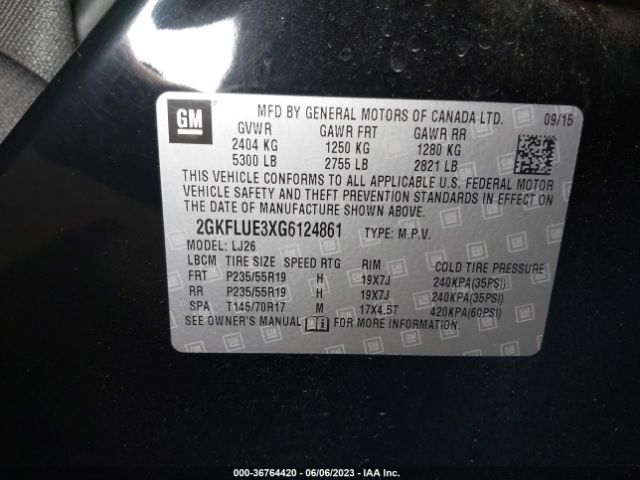 GM
MFD BY GENERAL MOTORS OF CANADA LTD. 09/15
GVWR GAWR FRT GAWR RR
2404 KG 1250 KG 1280 KG
5300 LB 2755 LB 2821 LB
THIS VEHICLE CONFORMS TO ALL APPLICABLE U.S. FEDERAL MOTOR
VEHICLE SAFETY AND THEFT PREVENTION STANDARDS IN EFFECT ON
THE DATE OF MANUFACTURE SHOWN ABOVE.
2GKFLUE3XG6124861 TYPE: M.P.V.
MODEL: LJ26
LBCM TIRE SIZE SPEED RTG RIM COLD TIRE PRESSURE
FRT P235/55R19 H 19X7J 240KPA(35PSI)
RR P235/55R19 H 19X7J 240KPA(35PSI)
SPA T145/70R17 M 17X4.5T 420KPA(60PSI)
SEE OWNER'S MANUAL FOR MORE INFORMATION.
000-36764420 - 06/06/2023 - IAA Inc.